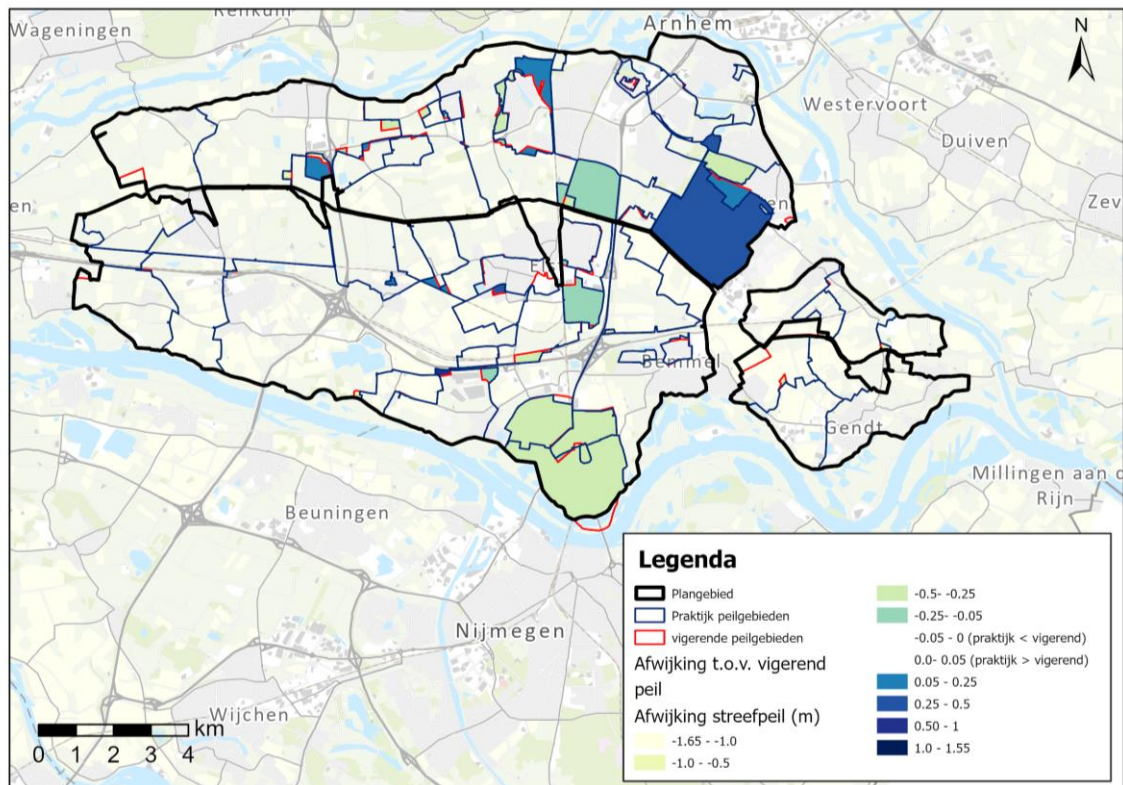 Renkum
Wageningen
Arnhem
N
Westervoort
Duiven
Zev
en
en
El
Bemmel
Gendt
Millingen aan d
Rijn
Beuningen
Nijmegen
Wijchen
km
0 1 2 3 4
Legenda
Plangebied
Praktijk peilgebieden
vigerende peilgebieden
Afwijking t.o.v. vigerend
peil
Afwijking streefpeil (m)
-1.65 - -1.0
-1.0 - -0.5
-0.5- -0.25
-0.25- -0.05
-0.05 - 0 (praktijk < vigerend)
0.0- 0.05 (praktijk > vigerend)
0.05 - 0.25
0.25 - 0.5
0.50 - 1
1.0 - 1.55